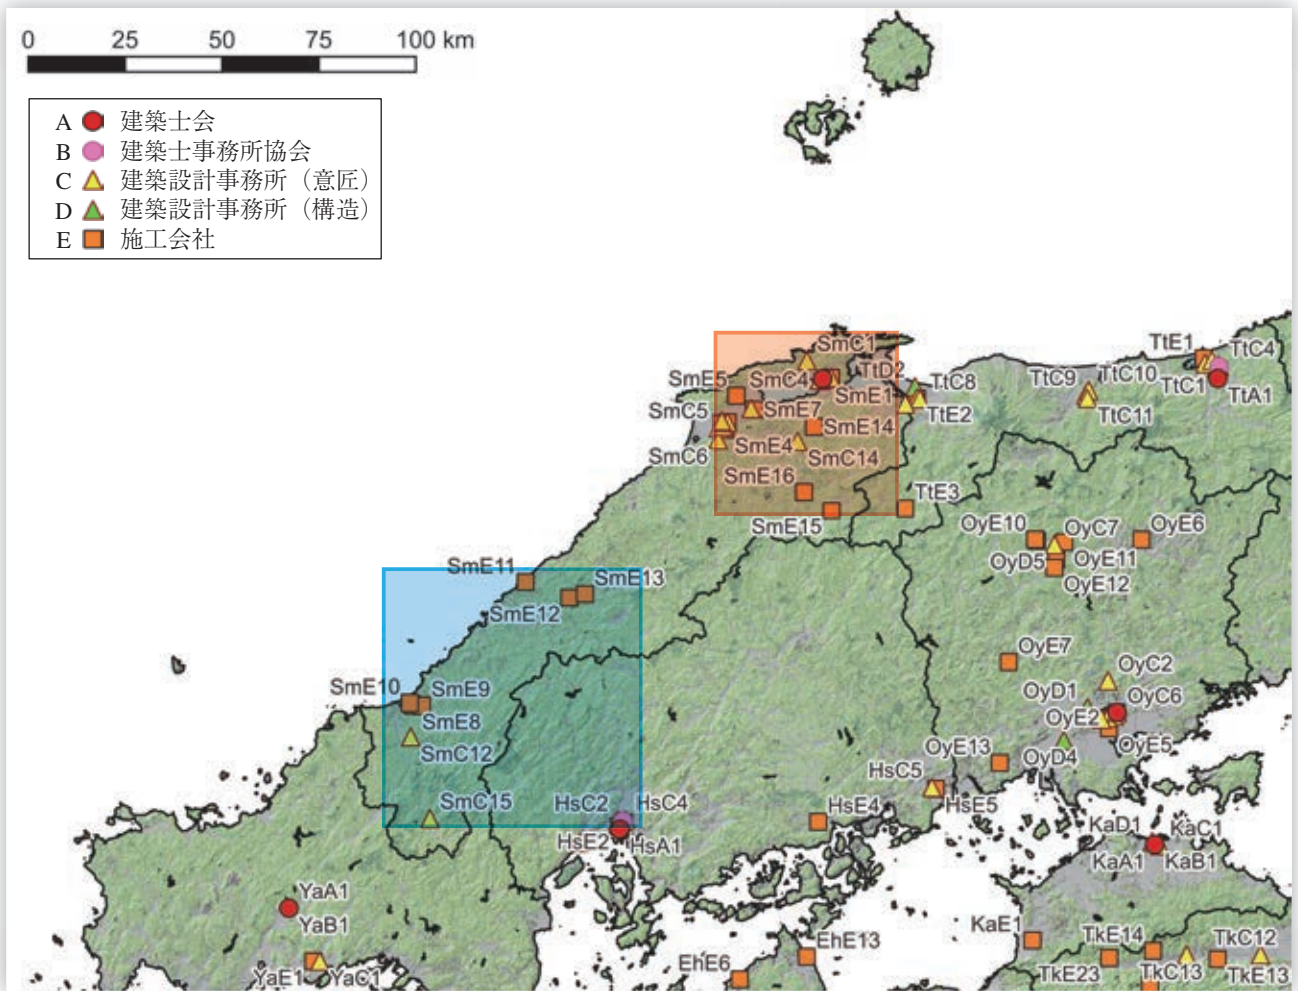 0 25 50 75 100 km
A 建築士会
B 建築士事務所協会
C 建築設計事務所（意匠）
D 建築設計事務所（構造）
E 施工会社
SmC1
TtE1
TtC4
SmE5
SmC4
TtD2
SmE1
TtC8
TtC9
TtC10
TtC1
TtA1
SmC5
SmE7
TtE2
TtC11
SmE4
SmE14
SmC6
SmC14
SmE16
TtE3
SmE15
OyE10
OyC7
OyE6
OyD5
OyE11
OyE12
SmE11
SmE13
SmE12
OyE7
OyC2
SmE10
SmE9
OyD1
OyC6
SmE8
OyE2
SmC12
OyE13
OyD4
OyE5
HsC5
SmC15
HsC2
HsC4
HsE4
HsE5
HsE2
HsA1
KaD1
KaC1
KaA1
KaB1
YaA1
YaB1
KaE1
EhE13
TkE14
TkC12
EhE6
YaE1
YaC1
TkE23
TkC13
TkE13